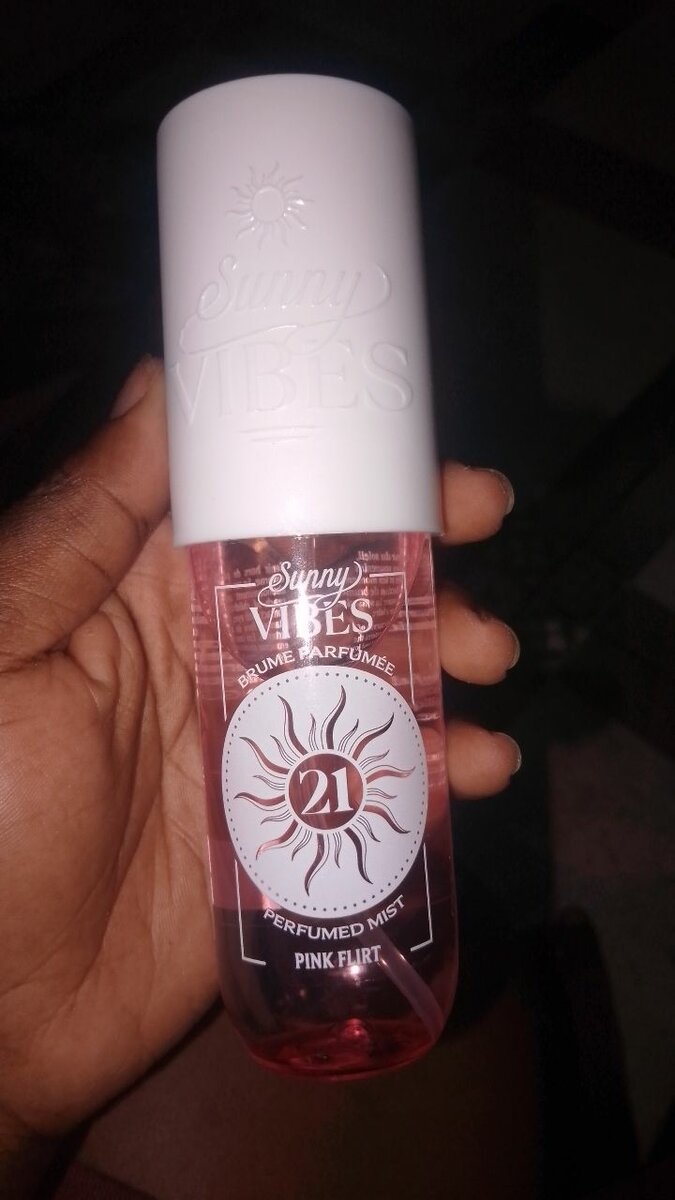 Sunny
VIBES
Sunny
VIBES
BRUME PARFUMÉE
21
PERFUMED MIST
PINK FLIRT